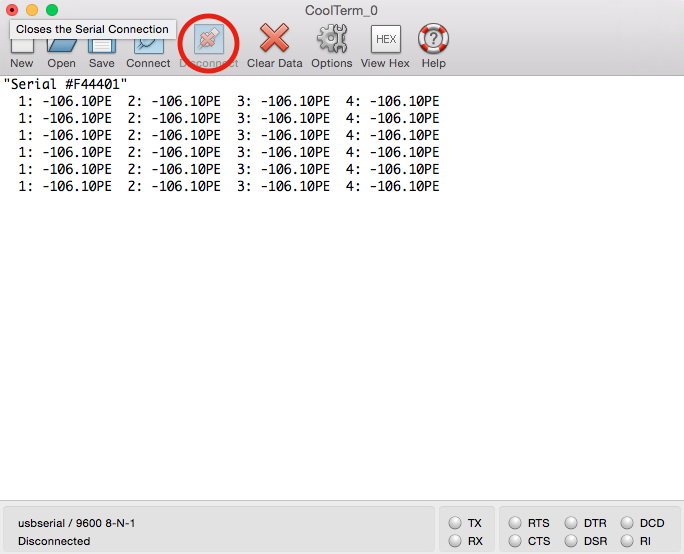 CoolTerm_0
Closes the Serial Connection
New Open Save Connect Disconnect Clear Data Options View Hex Help
HEX
"Serial #F44401"
1: -106.10PE 2: -106.10PE 3: -106.10PE 4: -106.10PE
1: -106.10PE 2: -106.10PE 3: -106.10PE 4: -106.10PE
1: -106.10PE 2: -106.10PE 3: -106.10PE 4: -106.10PE
1: -106.10PE 2: -106.10PE 3: -106.10PE 4: -106.10PE
1: -106.10PE 2: -106.10PE 3: -106.10PE 4: -106.10PE
1: -106.10PE 2: -106.10PE 3: -106.10PE 4: -106.10PE
usbserial / 9600 8-N-1
Disconnected
TX RTS DTR DCD
RX CTS DSR RI